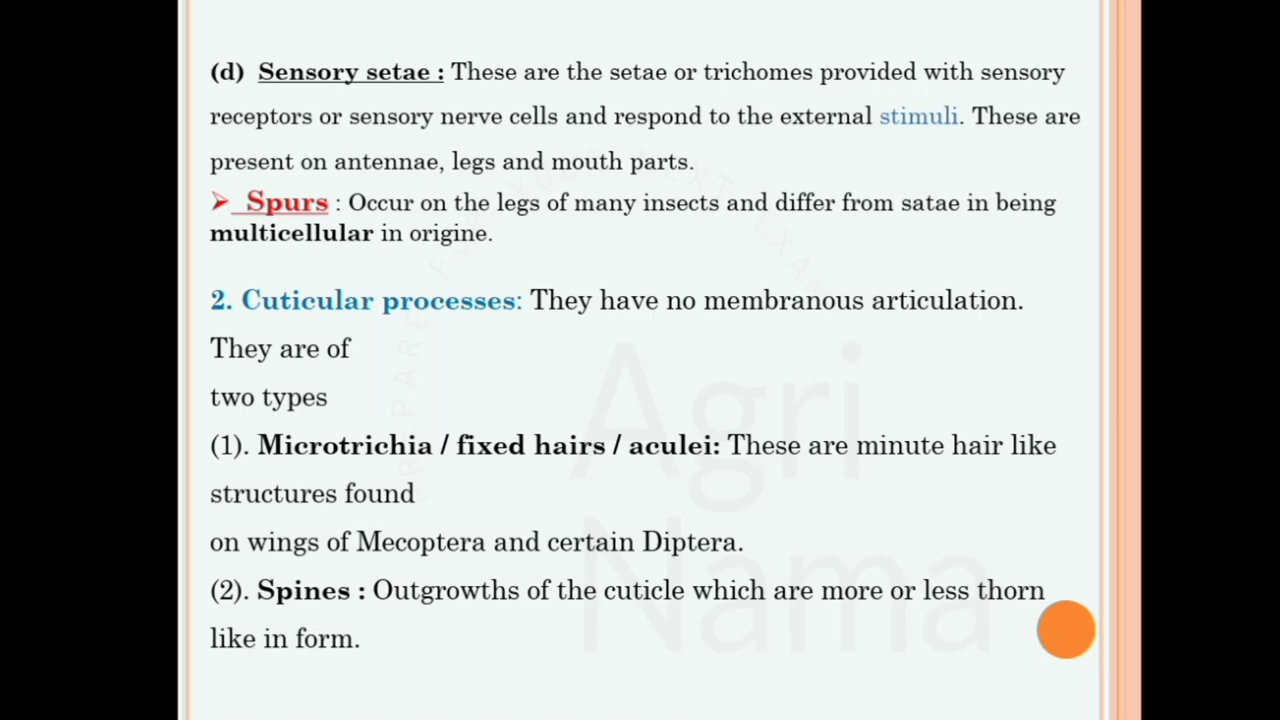 (d) Sensory setae : These are the setae or trichomes provided with sensory
receptors or sensory nerve cells and respond to the external stimuli. These are
present on antennae, legs and mouth parts.
➢ Spurs : Occur on the legs of many insects and differ from satae in being
multicellular in origine.
2. Cuticular processes: They have no membranous articulation.
They are of
two types
(1). Microtrichia / fixed hairs / aculei: These are minute hair like
structures found
on wings of Mecoptera and certain Diptera.
(2). Spines : Outgrowths of the cuticle which are more or less thorn
like in form.
Agri
Nama